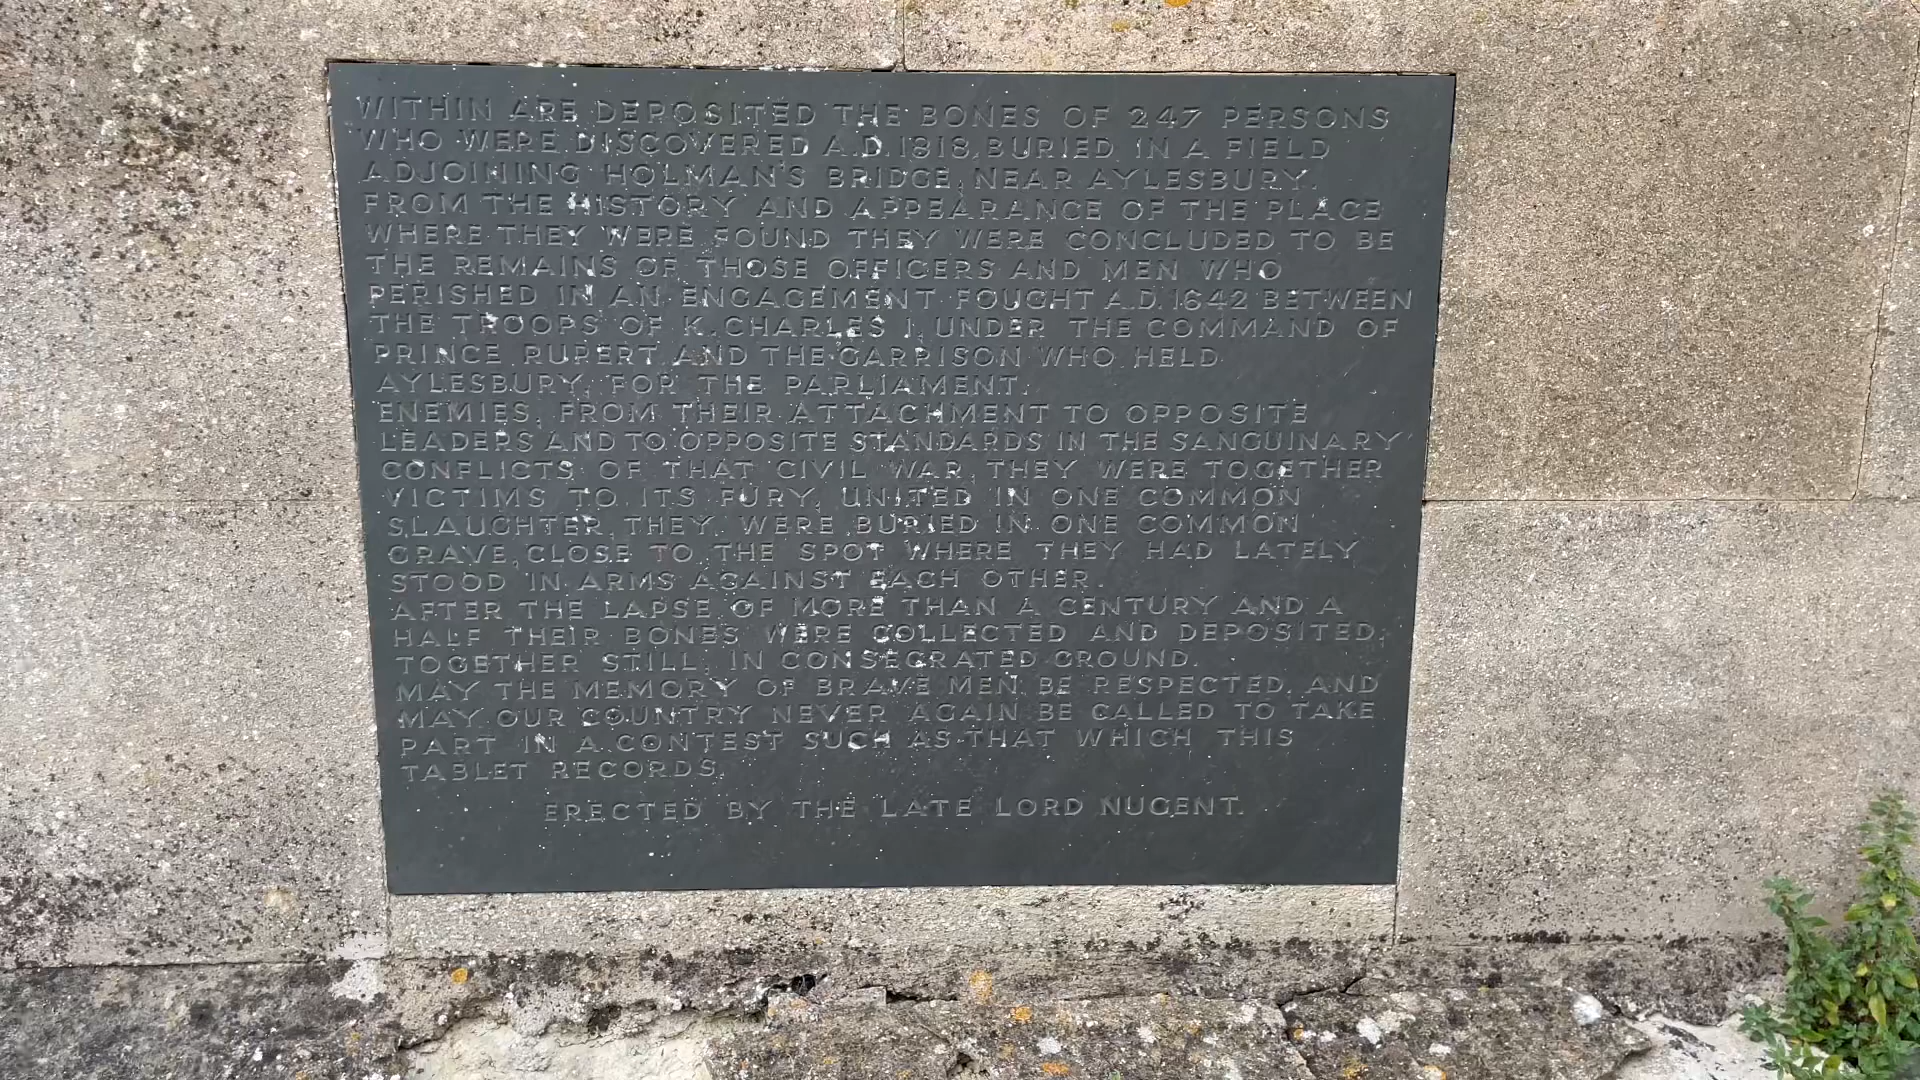 WITHIN ARE DEPOSITED THE BONES OF 247 PERSONS
WHO WERE DISCOVERED A.D. 1818, BURIED IN A FIELD
ADJOINING HOLMAN'S BRIDGE, NEAR AYLESBURY.
FROM THE HISTORY AND APPEARANCE OF THE PLACE
WHERE THEY WERE FOUND THEY WERE CONCLUDED TO BE
THE REMAINS OF THOSE OFFICERS AND MEN WHO
PERISHED IN AN ENGAGEMENT FOUGHT A.D. 1642 BETWEEN
THE TROOPS OF K. CHARLES I, UNDER THE COMMAND OF
PRINCE RUPERT AND THE GARRISON WHO HELD
AYLESBURY FOR THE PARLIAMENT.
ENEMIES, FROM THEIR ATTACHMENT TO OPPOSITE
LEADERS AND TO OPPOSITE STANDARDS IN THE SANGUINARY
CONFLICTS OF THAT CIVIL WAR, THEY WERE TOGETHER
VICTIMS TO ITS FURY. UNITED IN ONE COMMON
SLAUGHTER, THEY WERE BURIED IN ONE COMMON
GRAVE, CLOSE TO THE SPOT WHERE THEY HAD LATELY
STOOD IN ARMS AGAINST EACH OTHER.
AFTER THE LAPSE OF MORE THAN A CENTURY AND A
HALF THEIR BONES WERE COLLECTED AND DEPOSITED,
TOGETHER STILL, IN CONSECRATED GROUND.
MAY THE MEMORY OF BRAVE MEN BE RESPECTED, AND
MAY OUR COUNTRY NEVER AGAIN BE CALLED TO TAKE
PART IN A CONTEST SUCH AS THAT WHICH THIS
TABLET RECORDS.
ERECTED BY THE LATE LORD NUGENT.